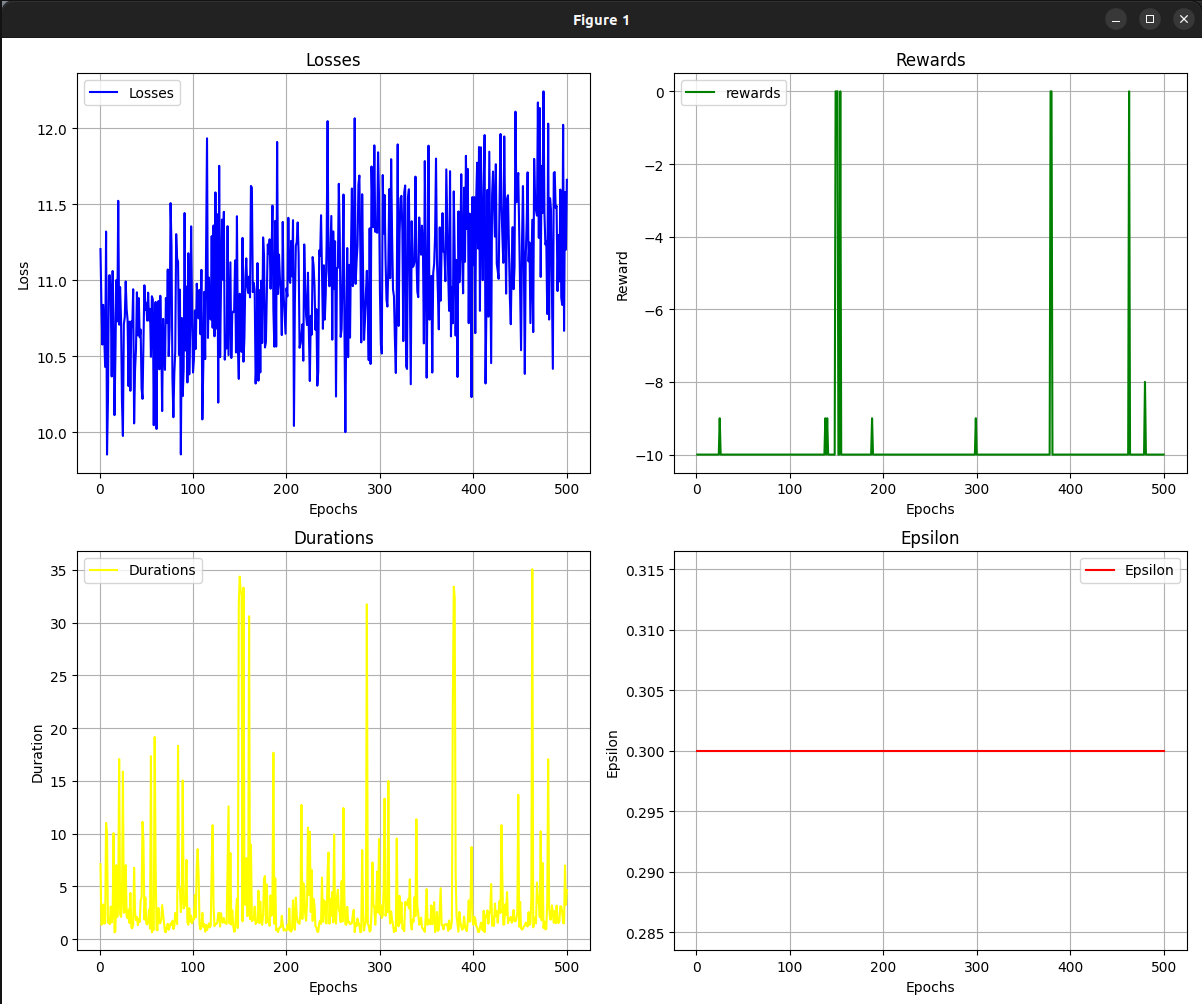 Figure 1
Losses
Losses
12.0
11.5
11.0
10.5
10.0
Loss
0 100 200 300 400 500
Epochs
Rewards
rewards
0
−2
−4
−6
−8
−10
Reward
0 100 200 300 400 500
Epochs
Durations
Durations
35
30
25
20
15
10
5
0
Duration
0 100 200 300 400 500
Epochs
Epsilon
Epsilon
0.315
0.310
0.305
0.300
0.295
0.290
0.285
Epsilon
0 100 200 300 400 500
Epochs